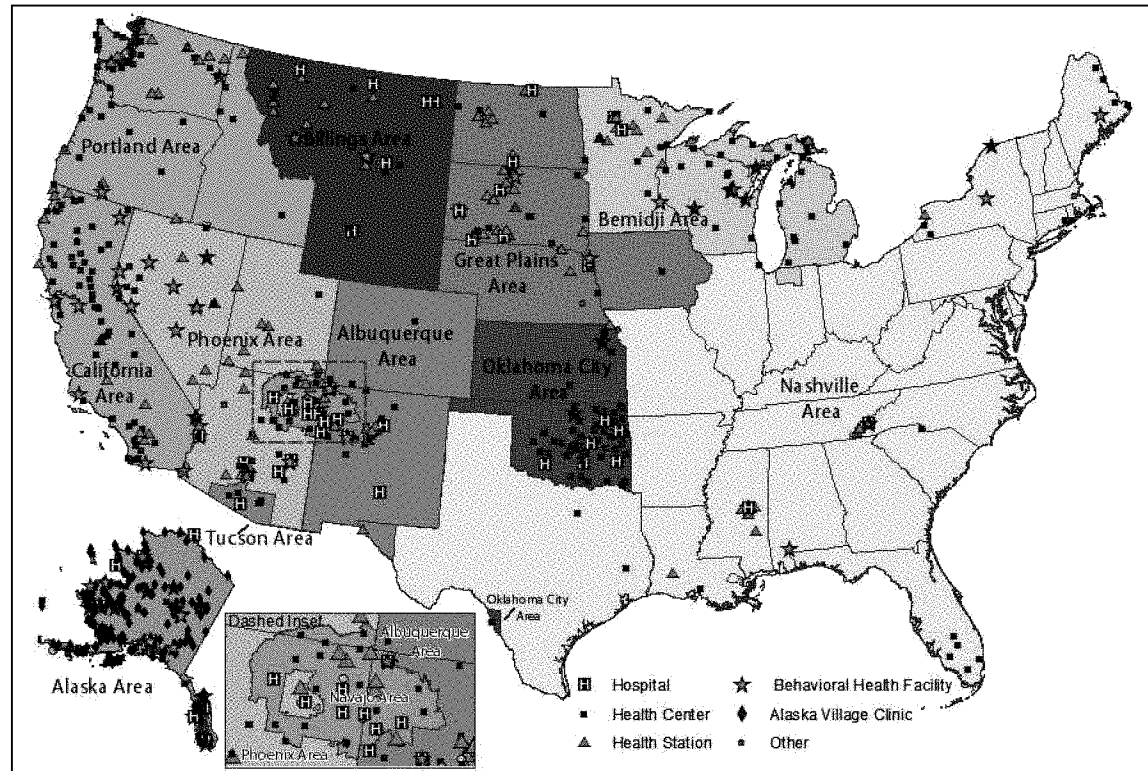 Billings Area
Portland Area
Bemidji Area
Great Plains
Area
Albuquerque
Area
Phoenix Area
Oklahoma City
Area
California
Area
Nashville
Area
Tucson Area
Oklahoma City
Area
Dashed Inset
Albuquerque
Area
Navajo Area
Phoenix Area
Alaska Area
H Hospital
Behavioral Health Facility
Health Center
Alaska Village Clinic
Health Station
Other